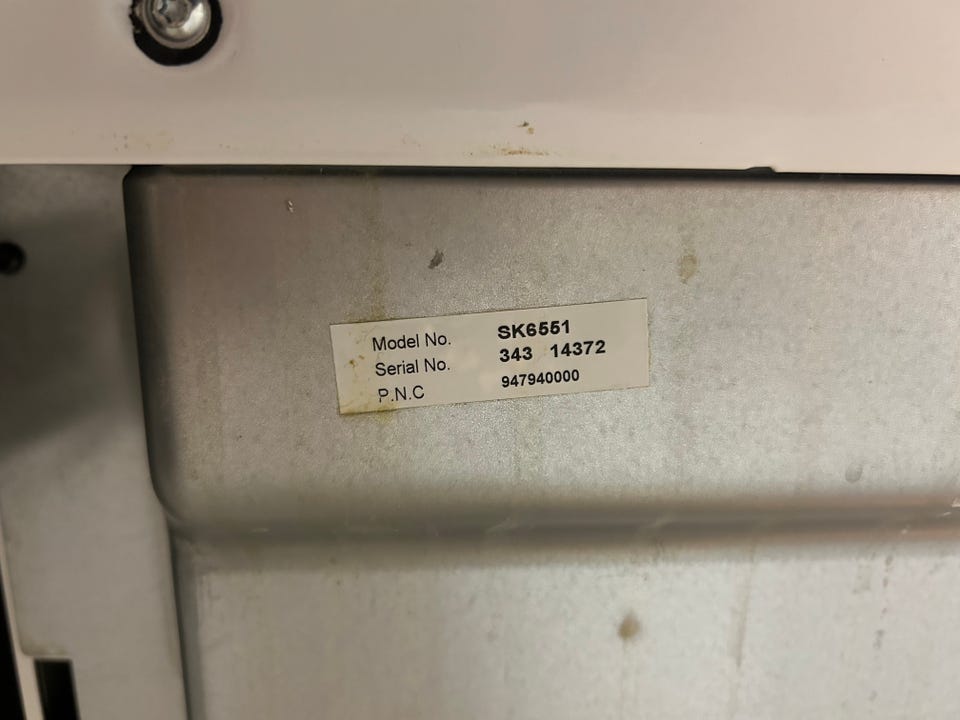 Model No. SK6551
Serial No. 343 14372
P.N.C 947940000